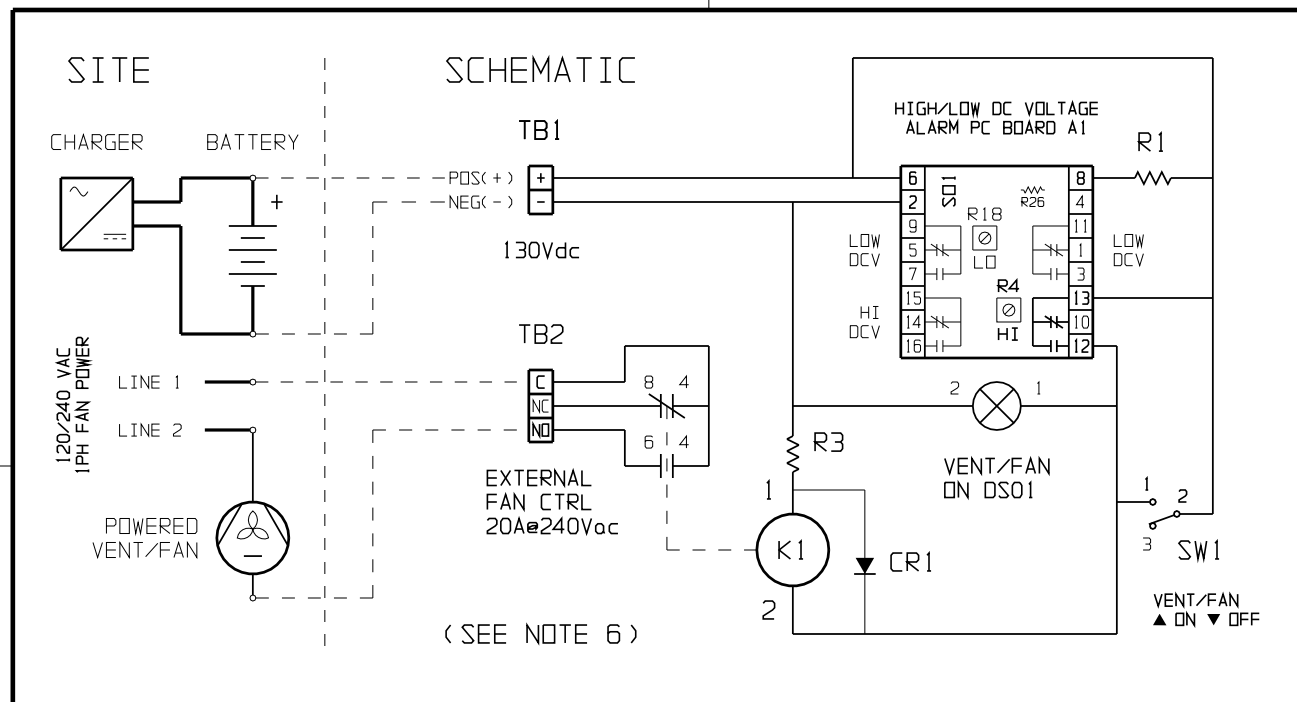 SITE
SCHEMATIC
CHARGER
BATTERY
+
TB1
POS(+)
NEG(-)
+
-
130Vdc
HIGH/LOW DC VOLTAGE
ALARM PC BOARD A1
R1
6
2
9
5
7
15
14
16
SO1
R26
R18
LO
R4
HI
8
4
11
1
3
13
10
12
LOW
DCV
HI
DCV
LOW
DCV
120/240 VAC
1PH FAN POWER
LINE 1
LINE 2
TB2
C
NC
NO
8 4
6 4
EXTERNAL
FAN CTRL
20A@240Vac
POWERED
VENT/FAN
2 1
VENT/FAN
ON DS01
R3
1
K1
2
CR1
1
2
3
SW1
VENT/FAN
▲ ON ▼ OFF
(SEE NOTE 6)